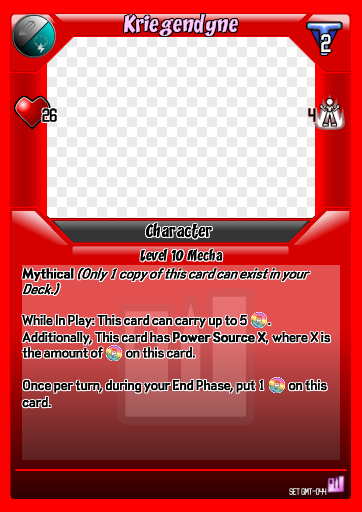 Kriegendyne
2
26
4
Character
Level 10 Mecha
Mythical (Only 1 copy of this card can exist in your
Deck.)
While In Play: This card can carry up to 5 .
Additionally, This card has Power Source X, where X is
the amount of on this card.
Once per turn, during your End Phase, put 1 on this
card.
SET GMT-044